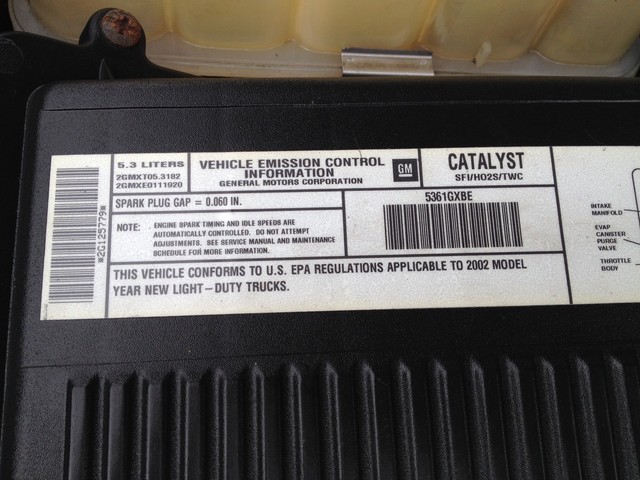 5.3 LITERS
2GMXT05.3182
2GMXE0111920
VEHICLE EMISSION CONTROL
INFORMATION
GENERAL MOTORS CORPORATION
GM
CATALYST
SFI/HO2S/TWC
SPARK PLUG GAP = 0.060 IN.
5361GXBE
NOTE: ENGINE SPARK TIMING AND IDLE SPEEDS ARE
AUTOMATICALLY CONTROLLED. DO NOT ATTEMPT
ADJUSTMENTS. SEE SERVICE MANUAL AND MAINTENANCE
SCHEDULE FOR MORE INFORMATION.
THIS VEHICLE CONFORMS TO U.S. EPA REGULATIONS APPLICABLE TO 2002 MODEL
YEAR NEW LIGHT-DUTY TRUCKS.
*2G125779*
INTAKE
MANIFOLD
EVAP
CANISTER
PURGE
VALVE
THROTTLE
BODY